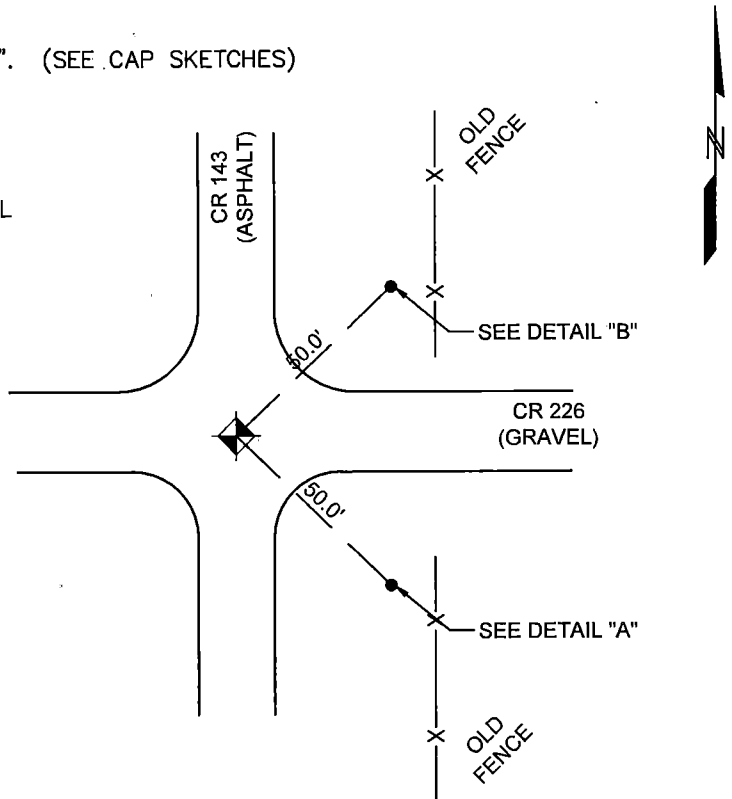 ". (SEE CAP SKETCHES)
L
CR 143
(ASPHALT)
OLD
FENCE
N
50.0'
SEE DETAIL "B"
CR 226
(GRAVEL)
50.0'
SEE DETAIL "A"
OLD
FENCE